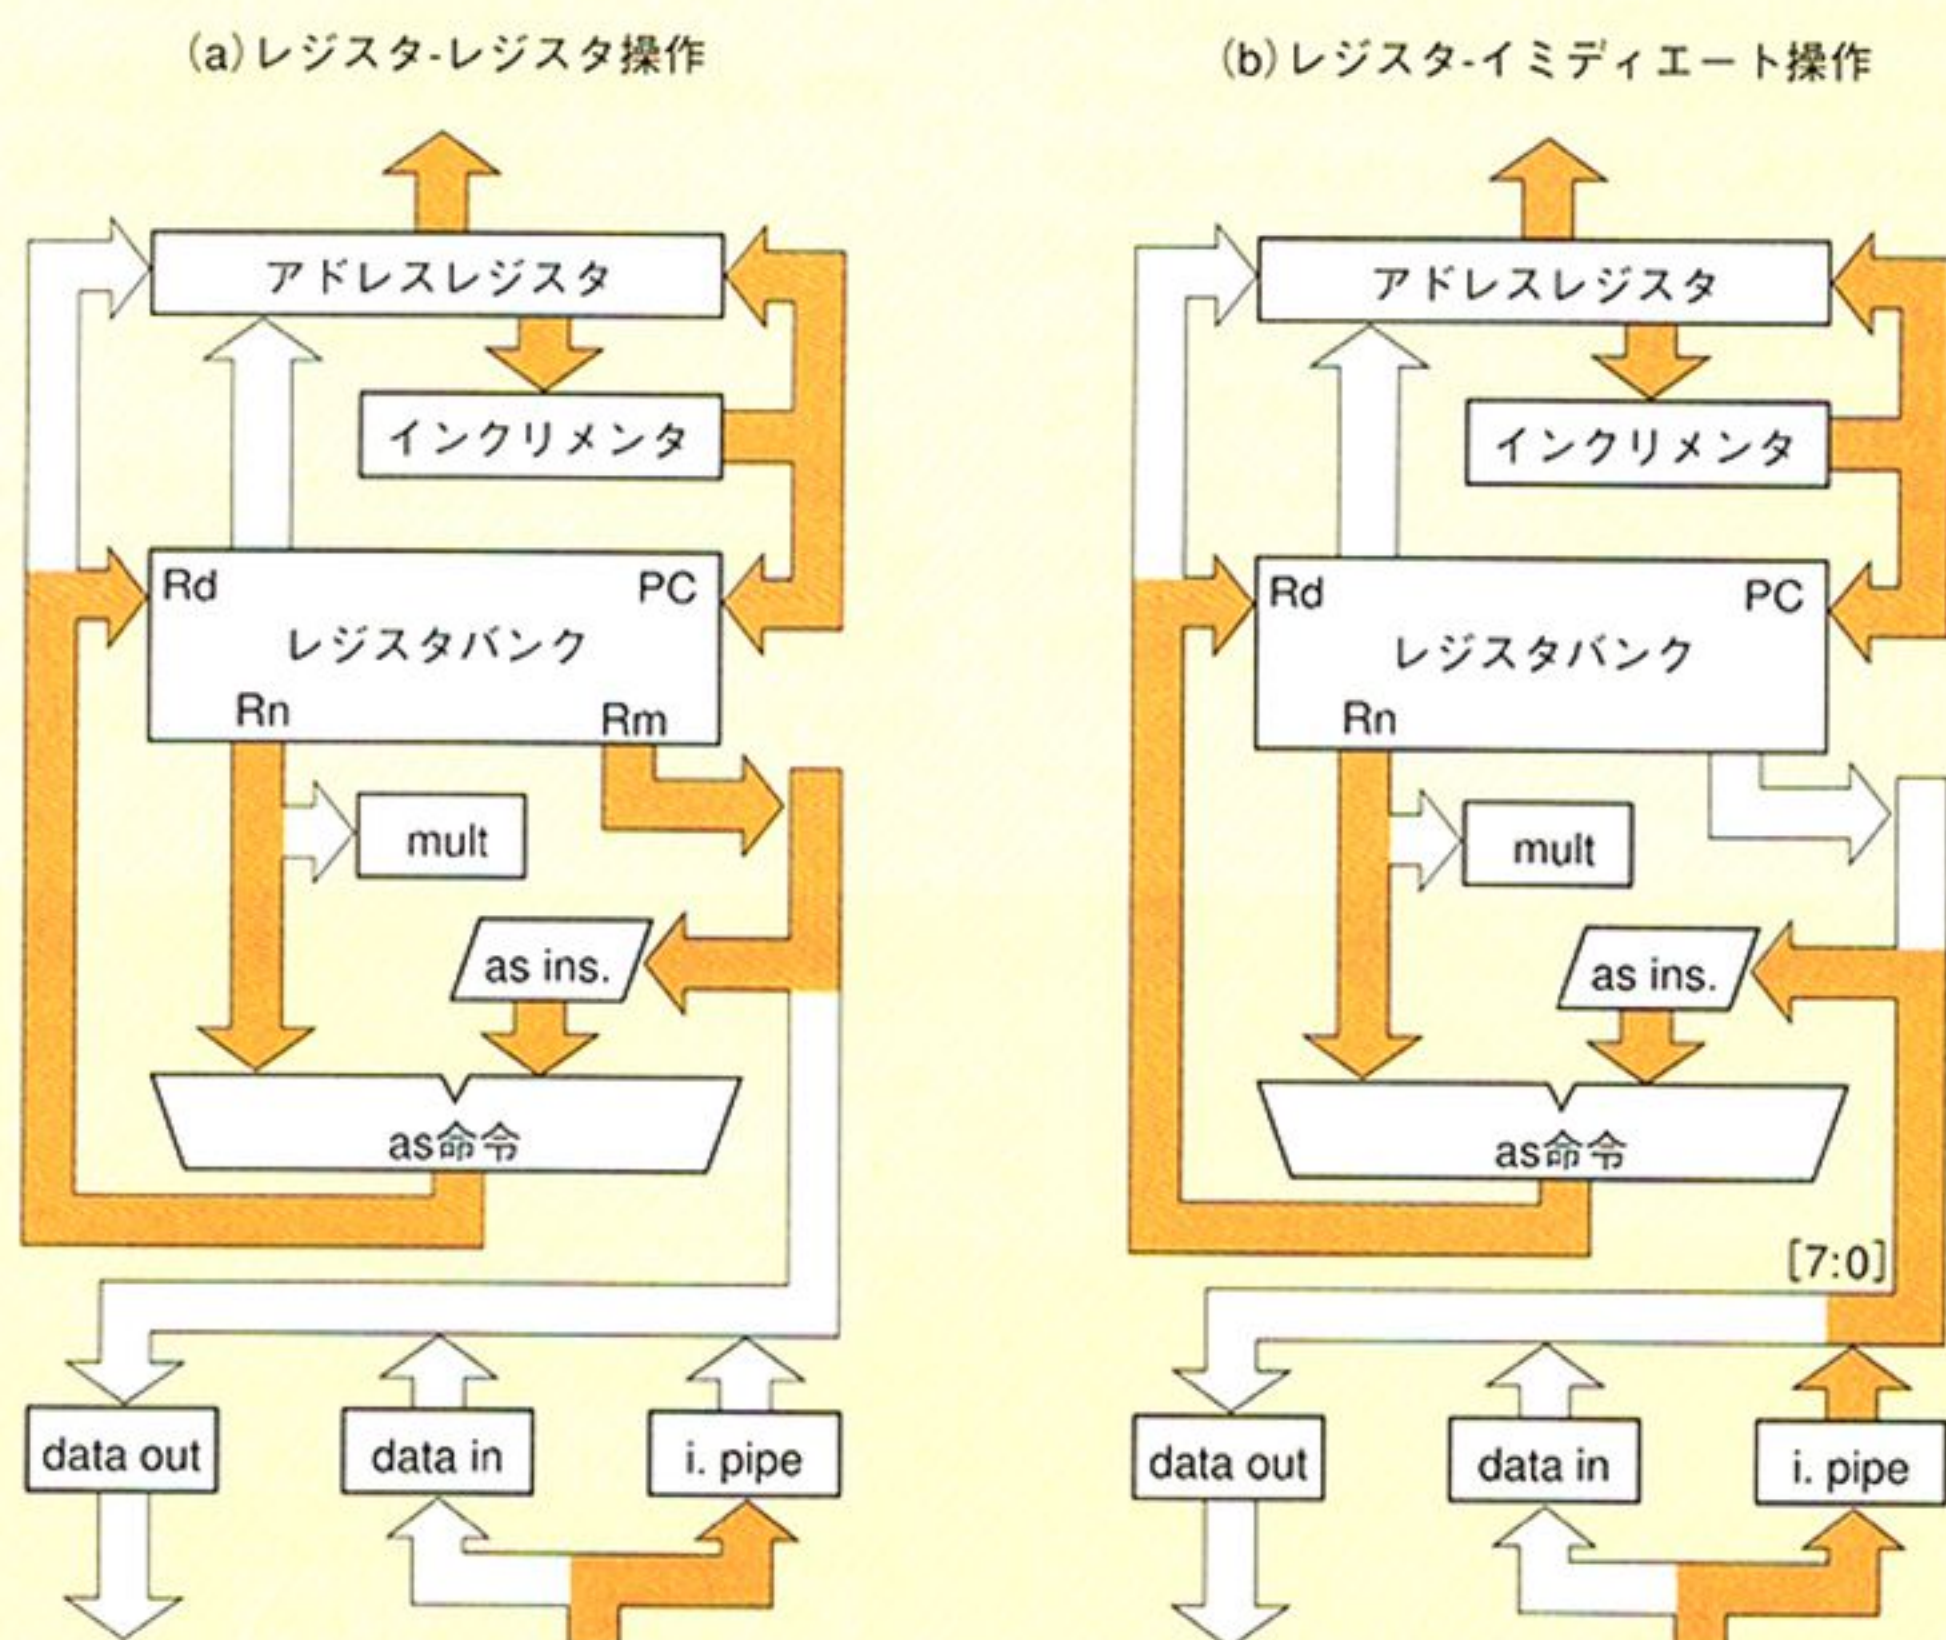 (a)レジスタ-レジスタ操作
アドレスレジスタ
インクリメンタ
Rd
PC
レジスタバンク
Rn
Rm
mult
as ins.
as命令
data out
data in
i. pipe
(b)レジスタ-イミディエート操作
アドレスレジスタ
インクリメンタ
Rd
PC
レジスタバンク
Rn
mult
as ins.
as命令
[7:0]
data out
data in
i. pipe